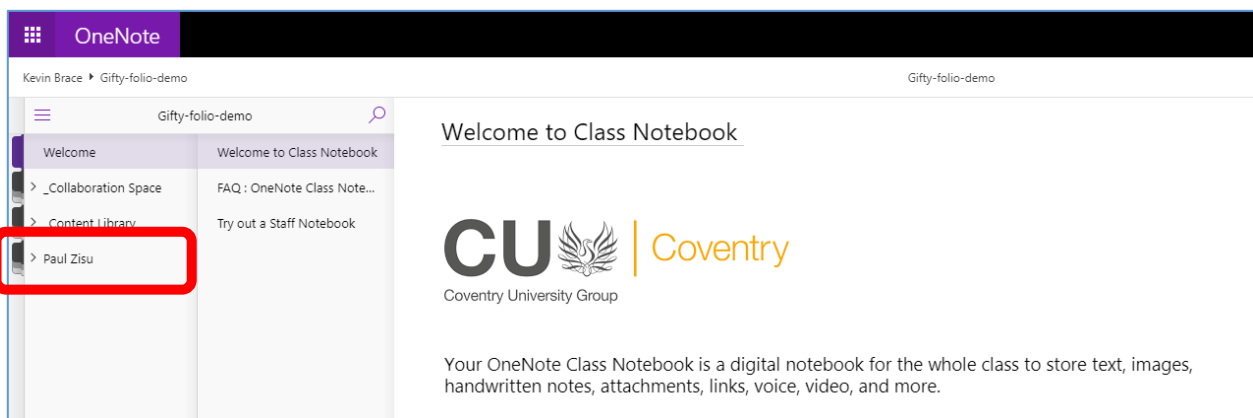 OneNote
Kevin Brace ▸ Gifty-folio-demo
Gifty-folio-demo
Gifty-folio-demo
Welcome
_Collaboration Space
_Content Library
Paul Zisu
Welcome to Class Notebook
FAQ : OneNote Class Note...
Try out a Staff Notebook
Welcome to Class Notebook
CU | Coventry
Coventry University Group
Your OneNote Class Notebook is a digital notebook for the whole class to store text, images,
handwritten notes, attachments, links, voice, video, and more.